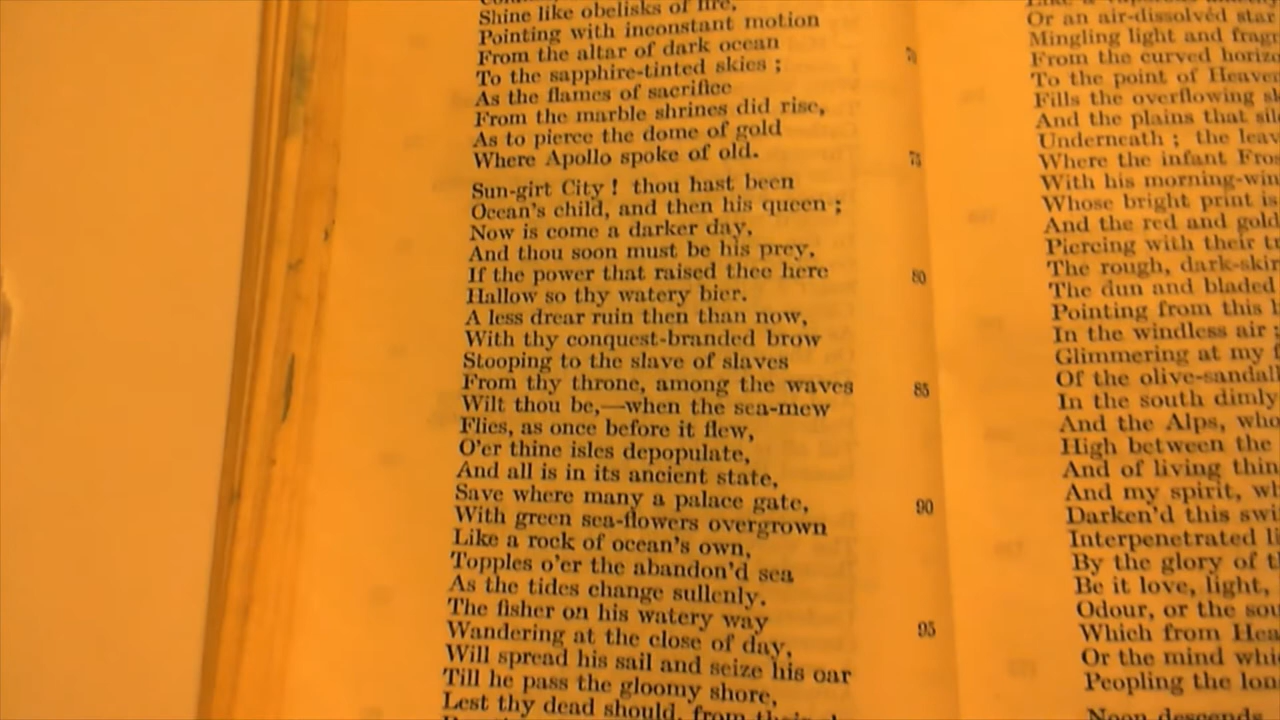 Shine like obelisks of fire,
Pointing with inconstant motion
From the altar of dark ocean
To the sapphire-tinted skies ;
As the flames of sacrifice
From the marble shrines did rise,
As to pierce the dome of gold
Where Apollo spoke of old.
Sun-girt City ! thou hast been
Ocean's child, and then his queen ;
Now is come a darker day,
And thou soon must be his prey,
If the power that raised thee here
Hallow so thy watery bier.
A less drear ruin then than now,
With thy conquest-branded brow
Stooping to the slave of slaves
From thy throne, among the waves
Wilt thou be,—when the sea-mew
Flies, as once before it flew,
O'er thine isles depopulate,
And all is in its ancient state,
Save where many a palace gate,
With green sea-flowers overgrown
Like a rock of ocean's own,
Topples o'er the abandon'd sea
As the tides change sullenly.
The fisher on his watery way
Wandering at the close of day,
Will spread his sail and seize his oar
Till he pass the gloomy shore,
Lest thy dead should, from their
70
75
80
85
90
95
Or an air-dissolvéd star
Mingling light and
From the curved
To the point of Heaven
Fills the overflowing
And the plains that
Underneath ; the
Where the infant
With his
Whose bright print is
And the red and gold
Piercing with their
The rough,
The dun and bladed
Pointing from this
In the windless air ;
Glimmering at my
Of the
In the south dimly
And the Alps,
High between the
And of living
And my spirit,
Darken'd this
Interpenetrated
By the glory of
Be it love, light,
Odour, or the
Which from
Or the mind
Peopling the
Noon descends